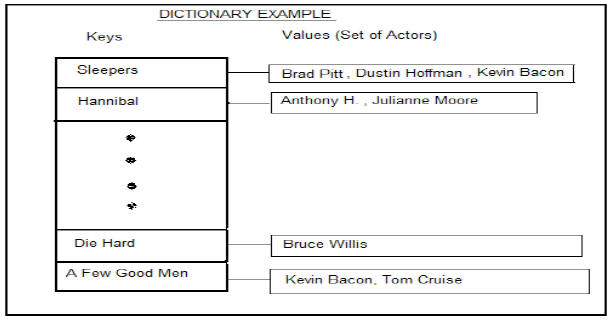 DICTIONARY EXAMPLE
Keys Values (Set of Actors)
Sleepers Brad Pitt , Dustin Hoffman , Kevin Bacon
Hannibal Anthony H. , Julianne Moore
Die Hard Bruce Willis
A Few Good Men Kevin Bacon, Tom Cruise